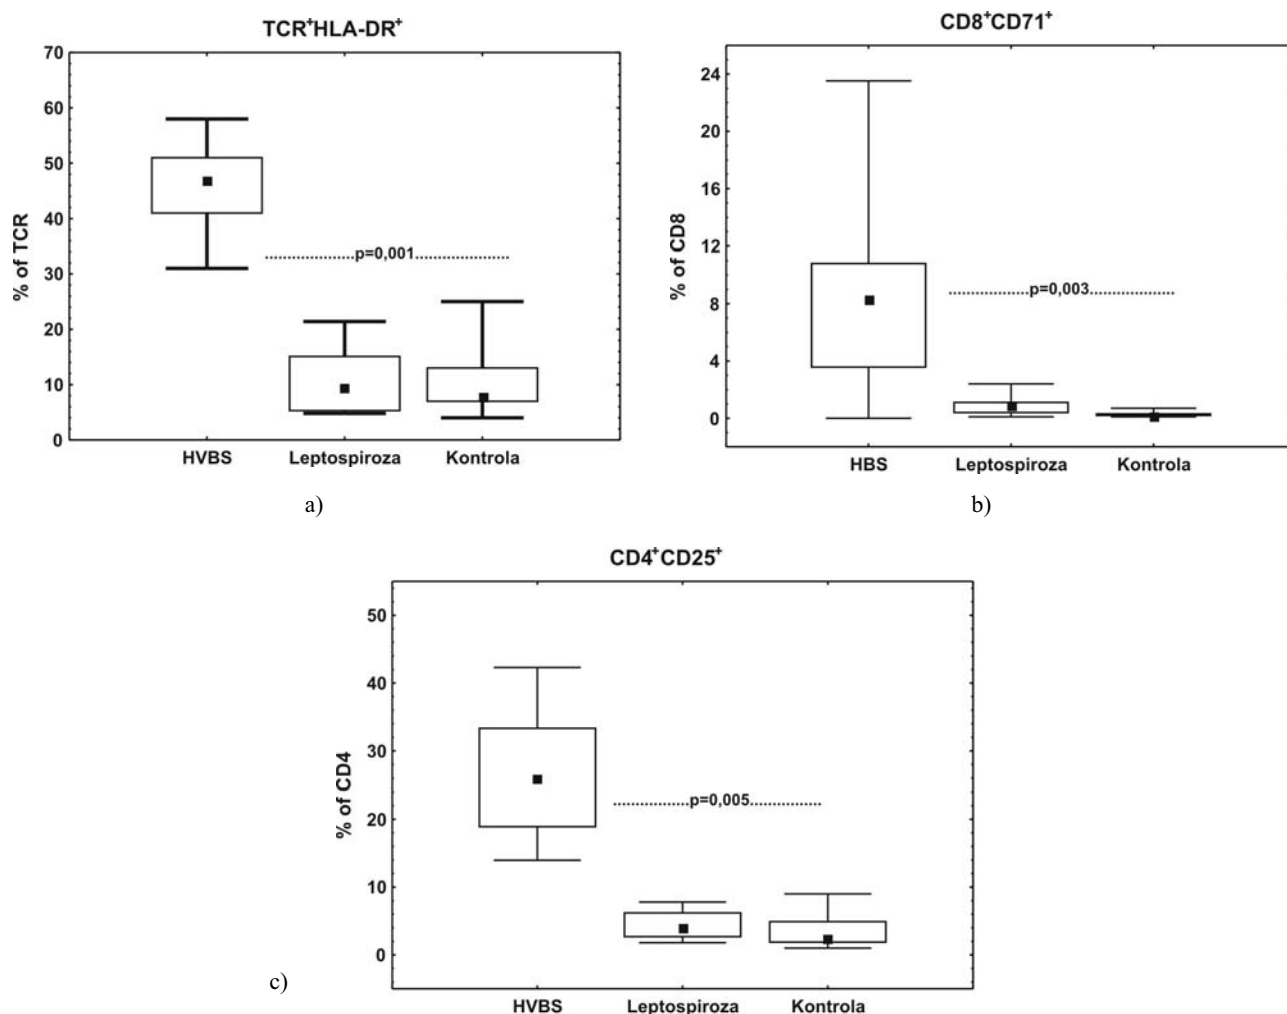 TCR⁺HLA-DR⁺
70
60
50
40
30
20
10
0
% of TCR
p=0,001
HVBS Leptospiroza Kontrola
a)
CD8⁺CD71⁺
24
20
16
12
8
4
0
% of CD8
p=0,003
HBS Leptospiroza Kontrola
b)
CD4⁺CD25⁺
50
40
30
20
10
0
% of CD4
p=0,005
HVBS Leptospiroza Kontrola
c)